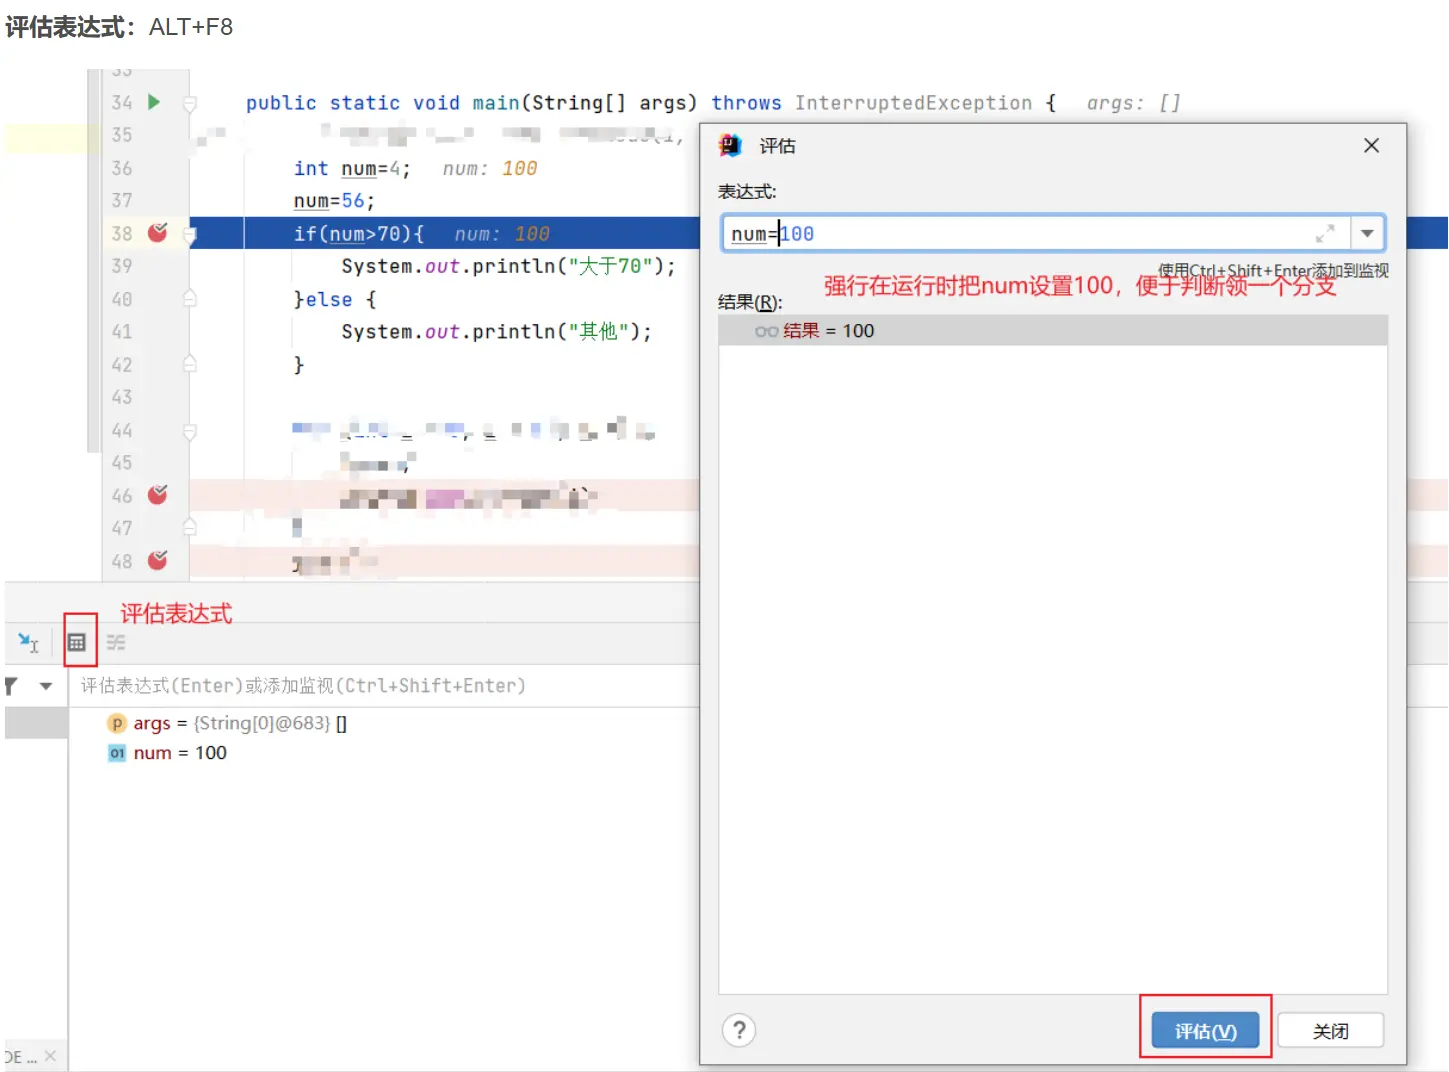 评估表达式：ALT+F8
33
34 public static void main(String[] args) throws InterruptedException { args: []
35
36 int num=4; num: 100
37 num=56;
38 if(num>70){ num: 100
39 System.out.println("大于70");
40 }else {
41 System.out.println("其他");
42 }
43
44
45
46
47
48
评估
表达式:
num=100
使用Ctrl+Shift+Enter添加到监视
强行在运行时把num设置100，便于判断领一个分支
结果(R):
结果 = 100
评估表达式
评估表达式(Enter)或添加监视(Ctrl+Shift+Enter)
args = {String[0]@683} []
num = 100
?
评估(V)
关闭
DE ...